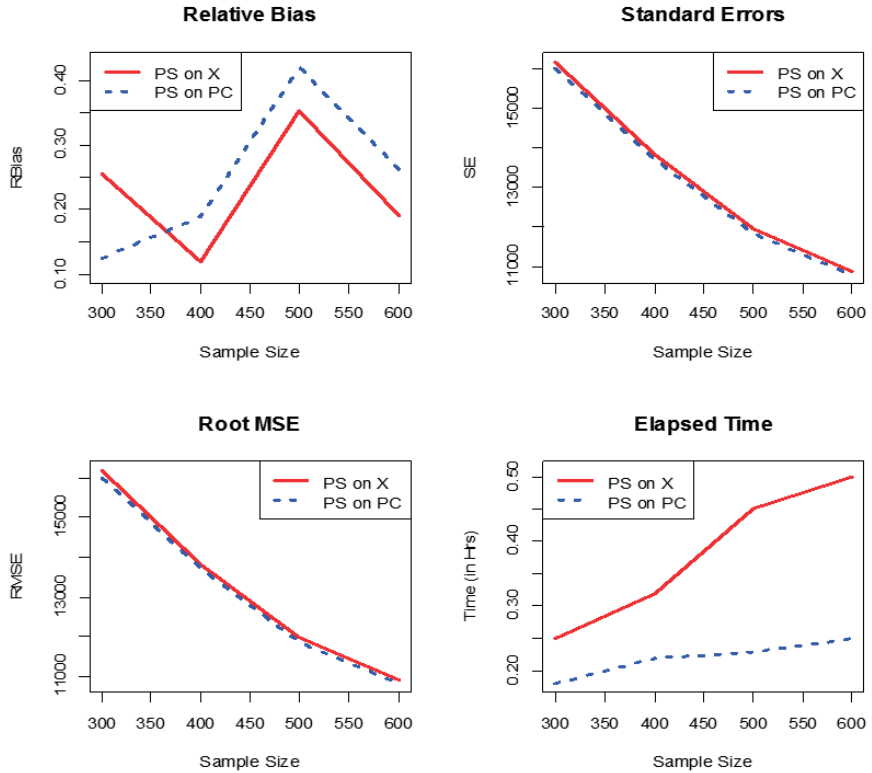 Relative Bias
PS on X
PS on PC
RBias
0.10
0.20
0.30
0.40
300 350 400 450 500 550 600
Sample Size
Standard Errors
PS on X
PS on PC
SE
11000
13000
15000
300 350 400 450 500 550 600
Sample Size
Root MSE
PS on X
PS on PC
RMSE
11000
13000
15000
300 350 400 450 500 550 600
Sample Size
Elapsed Time
PS on X
PS on PC
Time (in Hrs)
0.20
0.30
0.40
0.50
300 350 400 450 500 550 600
Sample Size